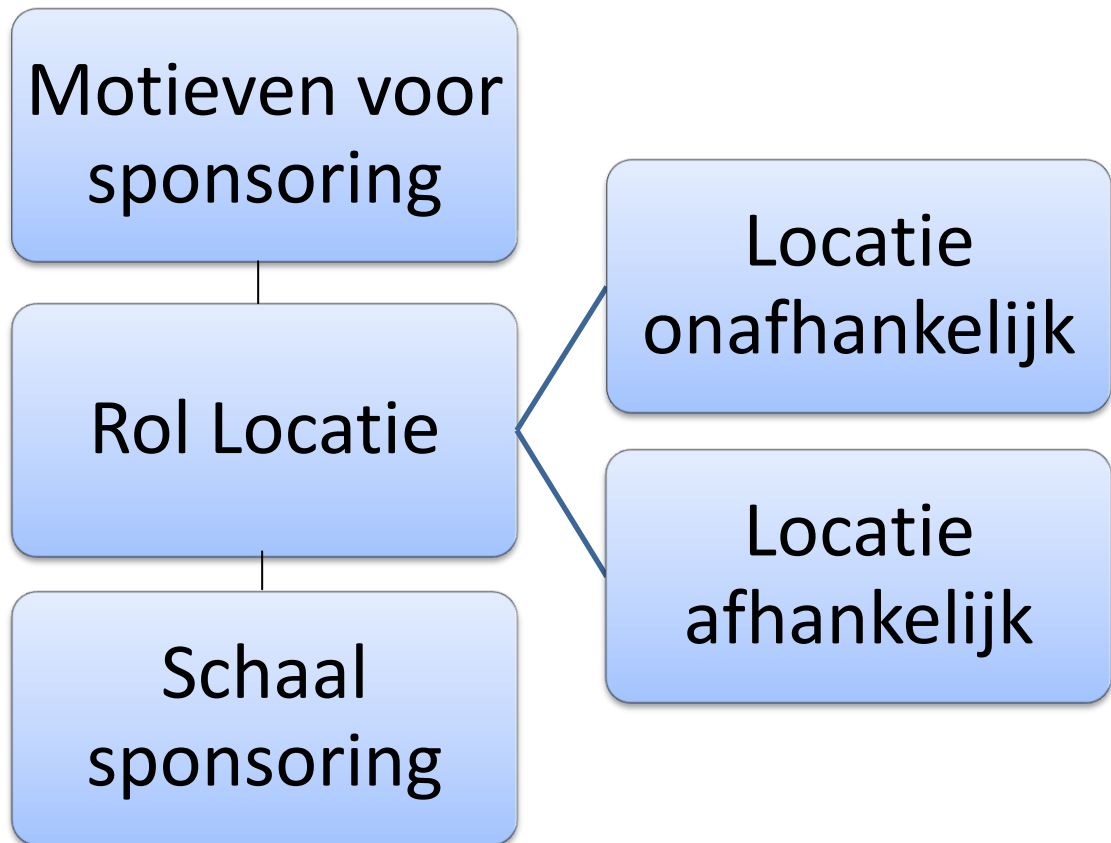 Motieven voor
sponsoring
Rol Locatie
Schaal
sponsoring
Locatie
onafhankelijk
Locatie
afhankelijk